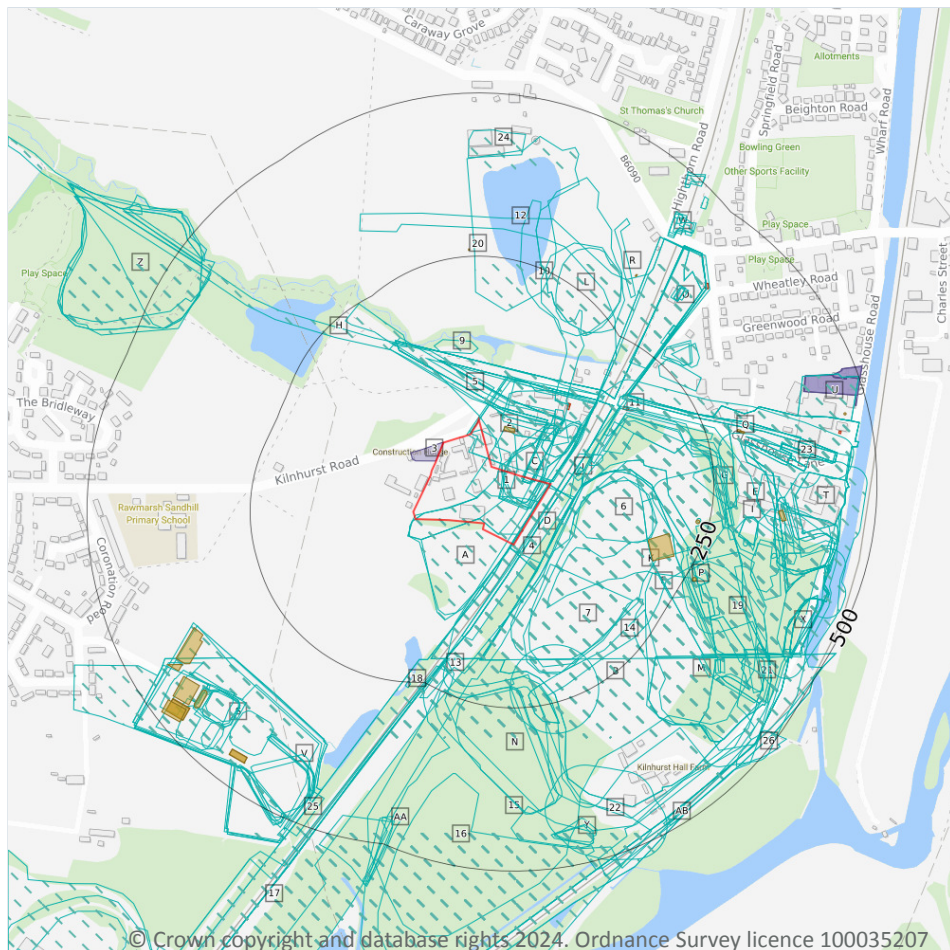 Caraway Grove
Allotments
St Thomas's Church
Springfield Road
Beighton Road
Wharf Road
24
Bowling Green
Other Sports Facility
B6090
Highthorn Road
12
W
Play Space
20
R
Z
Play Space
Play Space
10
L
Wheatley Road
Charles Street
H
Greenwood Road
9
Glasshouse Road
5
U
The Bridleway
11
2
Q
3
Construction
23
Lane
Kilnhurst Road
C
J
G
1
E
T
Rawmarsh Sandhill
Primary School
6
I
D
4
250
A
K
P
Coronation Road
7
19
14
X
500
13
B
M
21
18
S
N
26
V
Kilnhurst Hall Farm
25
15
22
AB
AA
16
Y
17
© Crown copyright and database rights 2024. Ordnance Survey licence 100035207